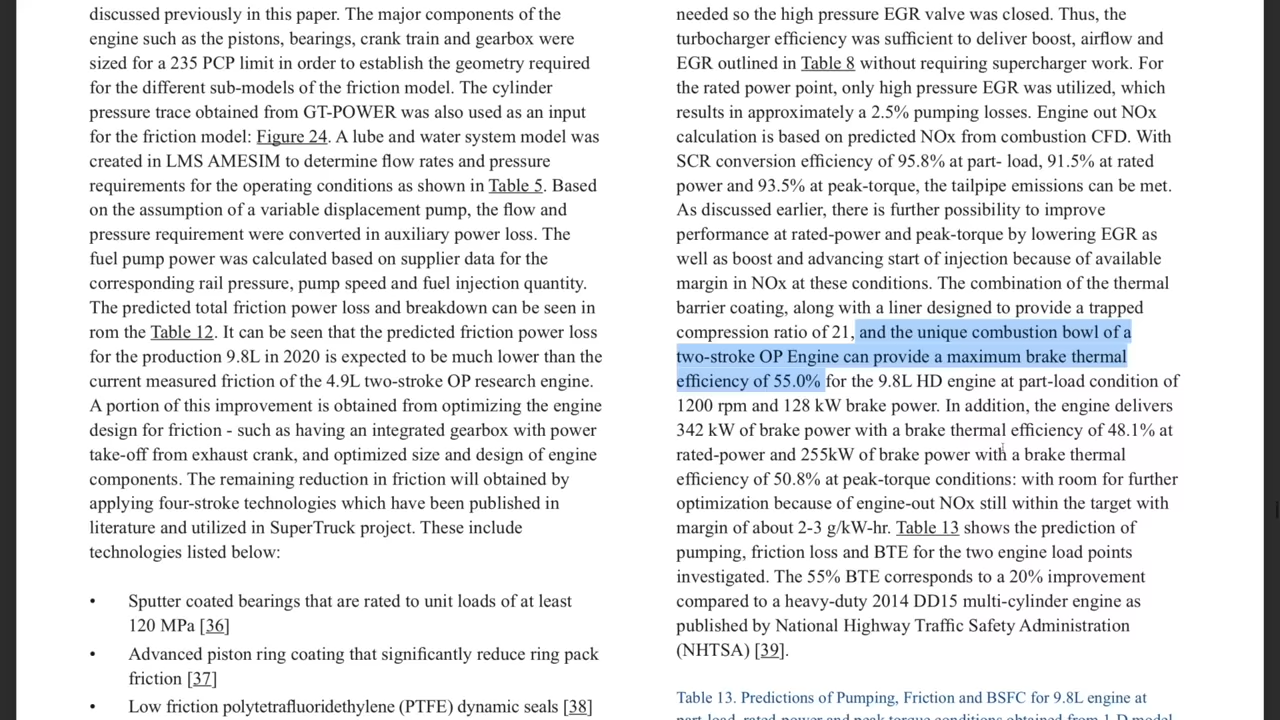 discussed previously in this paper. The major components of the
engine such as the pistons, bearings, crank train and gearbox were
sized for a 235 PCP limit in order to establish the geometry required
for the different sub-models of the friction model. The cylinder
pressure trace obtained from GT-POWER was also used as an input
for the friction model: Figure 24. A lube and water system model was
created in LMS AMESIM to determine flow rates and pressure
requirements for the operating conditions as shown in Table 5. Based
on the assumption of a variable displacement pump, the flow and
pressure requirement were converted in auxiliary power loss. The
fuel pump power was calculated based on supplier data for the
corresponding rail pressure, pump speed and fuel injection quantity.
The predicted total friction power loss and breakdown can be seen in
rom the Table 12. It can be seen that the predicted friction power loss
for the production 9.8L in 2020 is expected to be much lower than the
current measured friction of the 4.9L two-stroke OP research engine.
A portion of this improvement is obtained from optimizing the engine
design for friction - such as having an integrated gearbox with power
take-off from exhaust crank, and optimized size and design of engine
components. The remaining reduction in friction will obtained by
applying four-stroke technologies which have been published in
literature and utilized in SuperTruck project. These include
technologies listed below:
• Sputter coated bearings that are rated to unit loads of at least
120 MPa [36]
• Advanced piston ring coating that significantly reduce ring pack
friction [37]
• Low friction polytetrafluoridethylene (PTFE) dynamic seals [38]
needed so the high pressure EGR valve was closed. Thus, the
turbocharger efficiency was sufficient to deliver boost, airflow and
EGR outlined in Table 8 without requiring supercharger work. For
the rated power point, only high pressure EGR was utilized, which
results in approximately a 2.5% pumping losses. Engine out NOx
calculation is based on predicted NOx from combustion CFD. With
SCR conversion efficiency of 95.8% at part- load, 91.5% at rated
power and 93.5% at peak-torque, the tailpipe emissions can be met.
As discussed earlier, there is further possibility to improve
performance at rated-power and peak-torque by lowering EGR as
well as boost and advancing start of injection because of available
margin in NOx at these conditions. The combination of the thermal
barrier coating, along with a liner designed to provide a trapped
compression ratio of 21, and the unique combustion bowl of a
two-stroke OP Engine can provide a maximum brake thermal
efficiency of 55.0% for the 9.8L HD engine at part-load condition of
1200 rpm and 128 kW brake power. In addition, the engine delivers
342 kW of brake power with a brake thermal efficiency of 48.1% at
rated-power and 255kW of brake power with a brake thermal
efficiency of 50.8% at peak-torque conditions: with room for further
optimization because of engine-out NOx still within the target with
margin of about 2-3 g/kW-hr. Table 13 shows the prediction of
pumping, friction loss and BTE for the two engine load points
investigated. The 55% BTE corresponds to a 20% improvement
compared to a heavy-duty 2014 DD15 multi-cylinder engine as
published by National Highway Traffic Safety Administration
(NHTSA) [39].
Table 13. Predictions of Pumping, Friction and BSFC for 9.8L engine at
part-load, rated-power and peak torque conditions obtained from 1-D model